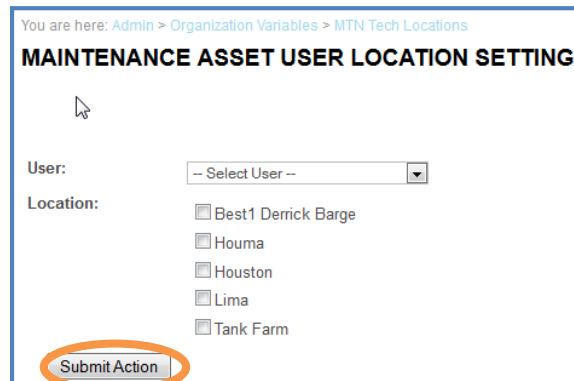 You are here: Admin > Organization Variables > MTN Tech Locations
MAINTENANCE ASSET USER LOCATION SETTING
User:
-- Select User --
Location:
Best1 Derrick Barge
Houma
Houston
Lima
Tank Farm
Submit Action